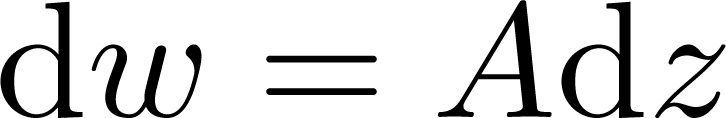 dw = Adz